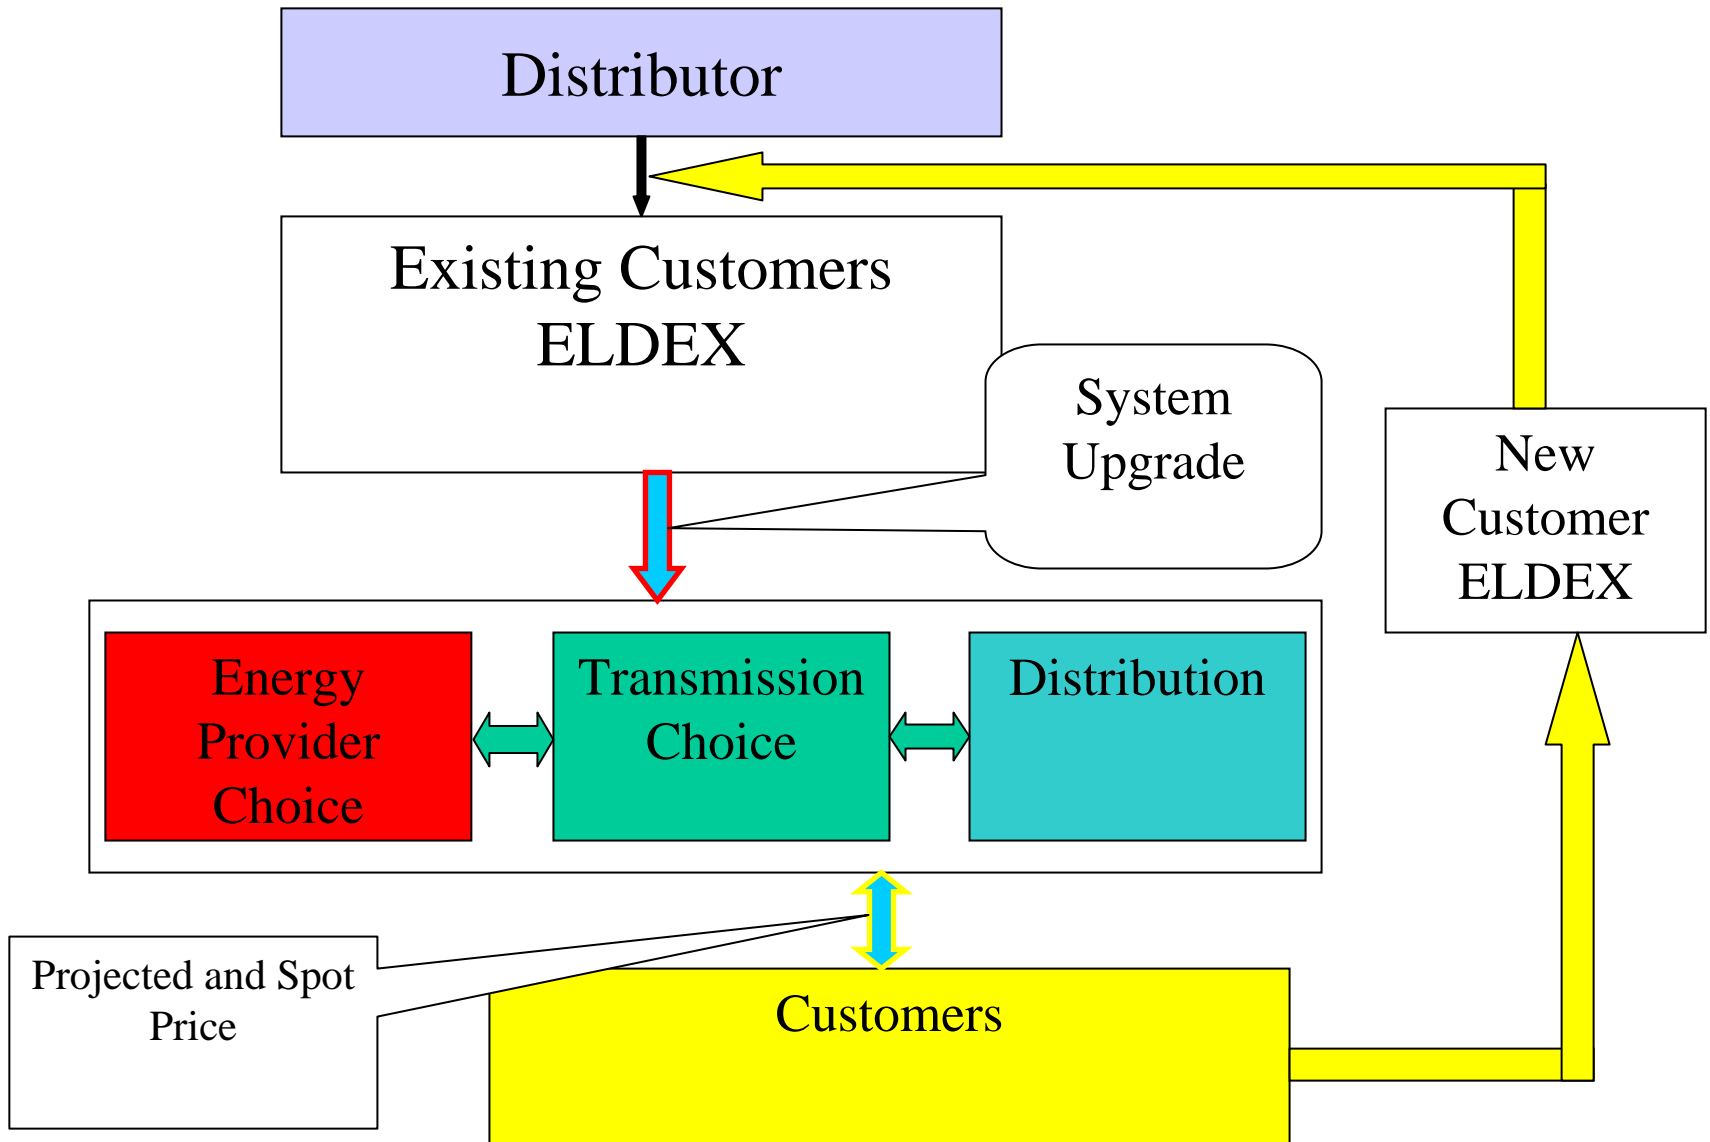 Distributor
Existing Customers
ELDEX
System
Upgrade
New
Customer
ELDEX
Energy
Provider
Choice
Transmission
Choice
Distribution
Projected and Spot
Price
Customers